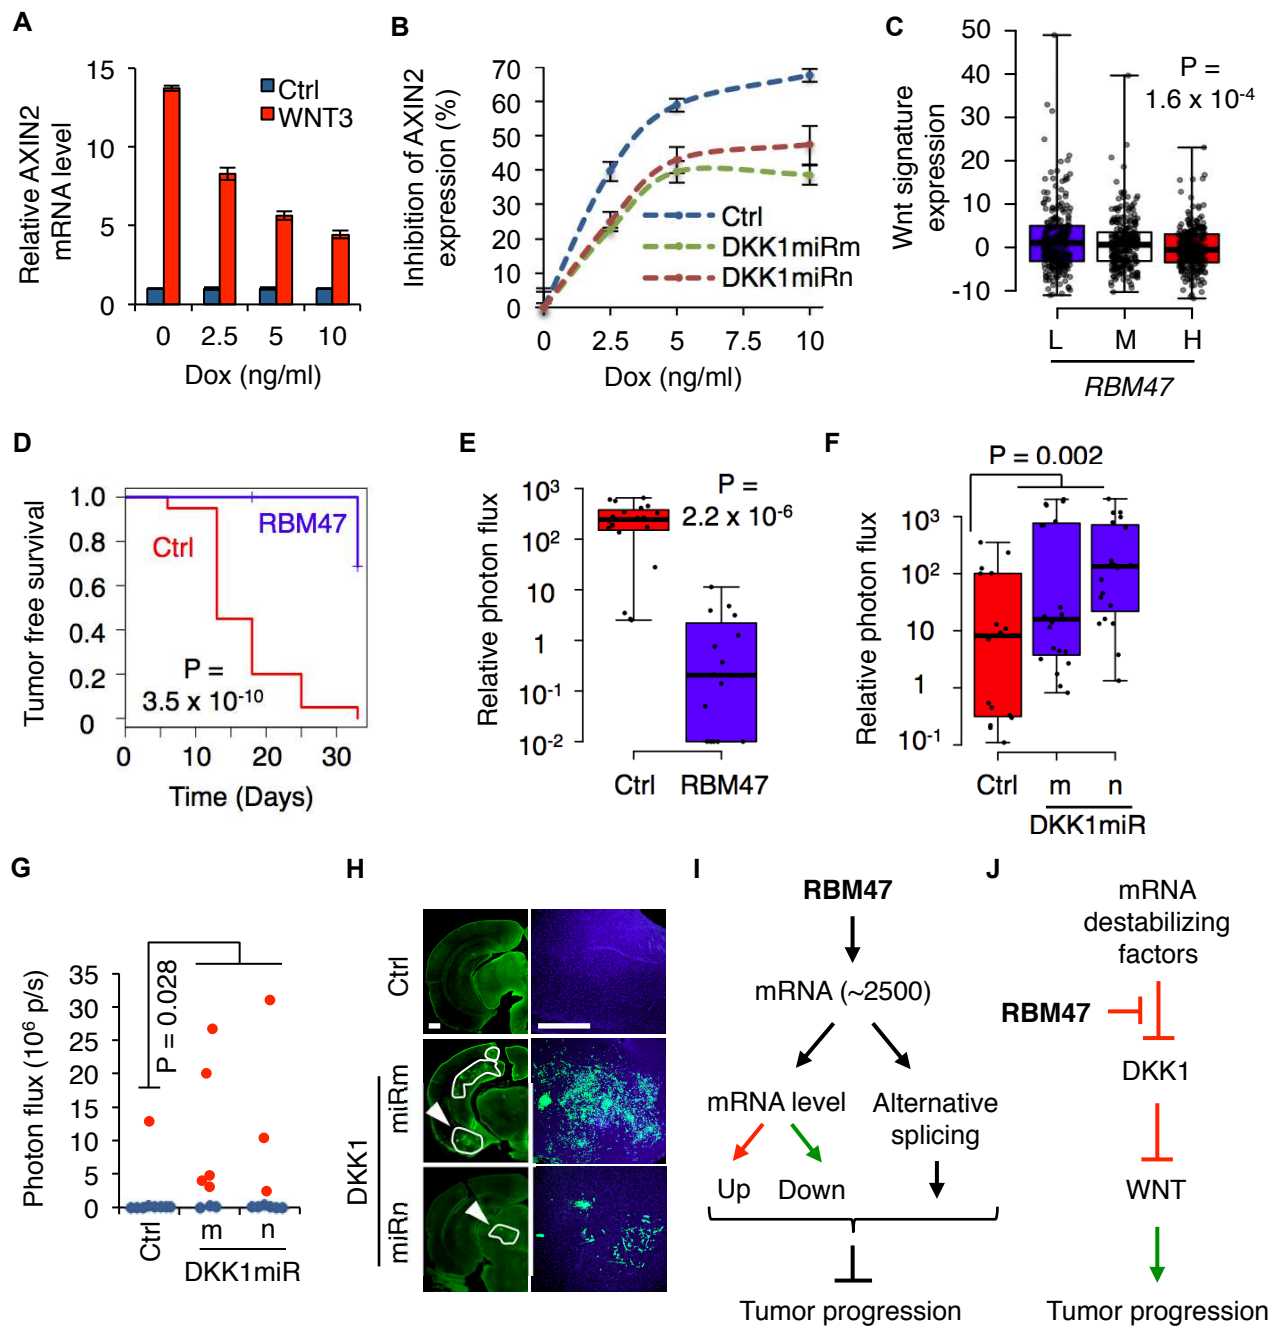 A
Relative AXIN2
mRNA level
15
10
5
0
Ctrl
WNT3
0 2.5 5 10
Dox (ng/ml)
B
Inhibition of AXIN2
expression (%)
70
60
50
40
30
20
10
0
Ctrl
DKK1miRm
DKK1miRn
0 2.5 5 7.5 10
Dox (ng/ml)
C
Wnt signature
expression
50
40
30
20
10
0
-10
P =
1.6 x 10⁻⁴
L M H
RBM47
D
Tumor free survival
1.0
0.8
0.6
0.4
0.2
0
RBM47
Ctrl
P =
3.5 x 10⁻¹⁰
0 10 20 30
Time (Days)
E
Relative photon flux
10³
10²
10
1
10⁻¹
10⁻²
P =
2.2 x 10⁻⁶
Ctrl RBM47
F
P = 0.002
Relative photon flux
10³
10²
10
1
10⁻¹
Ctrl m n
DKK1miR
G
Photon flux (10⁶ p/s)
35
30
25
20
15
10
5
0
P = 0.028
Ctrl m n
DKK1miR
H
Ctrl
DKK1
miRm
miRn
I
RBM47
mRNA (~2500)
mRNA level
Alternative
splicing
Up Down
Tumor progression
J
mRNA
destabilizing
factors
RBM47
DKK1
WNT
Tumor progression